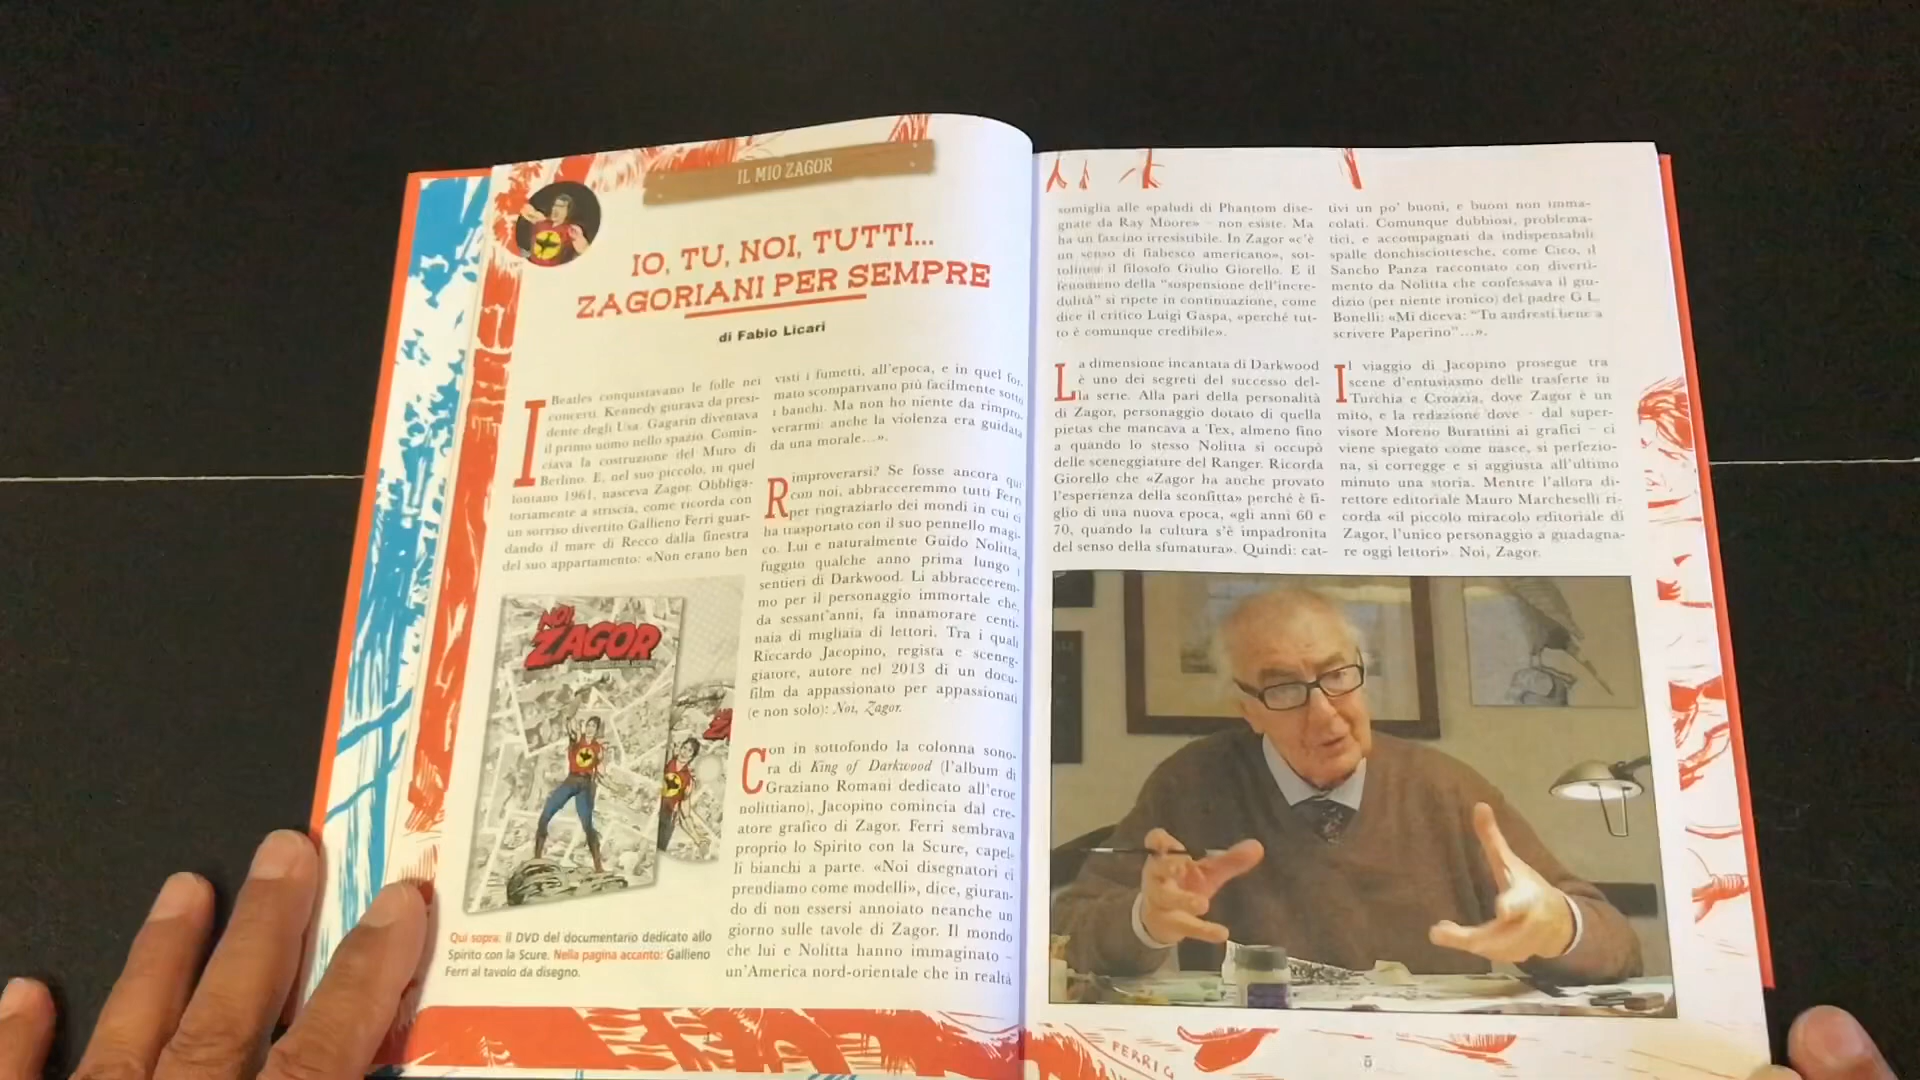 IL MIO ZAGOR
IO, TU, NOI, TUTTI...
ZAGORIANI PER SEMPRE
di Fabio Licari
I Beatles conquistavano le folle nei
concerti. Kennedy giurava da presi-
dente degli Usa. Gagarin diventava
il primo uomo nello spazio. Comin-
ciava la costruzione del Muro di
Berlino. E, nel suo piccolo, in quel
lontano 1961, nasceva Zagor. Obbliga-
toriamente a striscia, come ricorda con
un sorriso divertito Gallieno Ferri guar-
dando il mare di Recco dalla finestra
del suo appartamento: «Non erano ben
visti i fumetti, all'epoca, e in quel for-
mato scomparivano più facilmente sotto
i banchi. Ma non ho niente da rimpro-
verarmi: anche la violenza era guidata
da una morale…».
Rimproverarsi? Se fosse ancora qui
con noi, abbracceremmo tutti Ferri
per ringraziarlo dei mondi in cui ci
ha trasportato con il suo pennello magi-
co. Lui e naturalmente Guido Nolitta,
fuggito qualche anno prima lungo i
sentieri di Darkwood. Li abbraccerem-
mo per il personaggio immortale che,
da sessant'anni, fa innamorare centi-
naia di migliaia di lettori. Tra i quali
Riccardo Jacopino, regista e sceneg-
giatore, autore nel 2013 di un docu-
film da appassionato per appassionati
(e non solo): Noi, Zagor.
Con in sottofondo la colonna sono-
ra di King of Darkwood (l'album di
Graziano Romani dedicato all'eroe
nolittiano), Jacopino comincia dal cre-
atore grafico di Zagor. Ferri sembrava
proprio lo Spirito con la Scure, capel-
li bianchi a parte. «Noi disegnatori ci
prendiamo come modelli», dice, giuran-
do di non essersi annoiato neanche un
giorno sulle tavole di Zagor. Il mondo
che lui e Nolitta hanno immaginato –
un'America nord-orientale che in realtà
NOI
ZAGOR
Qui sopra: il DVD del documentario dedicato allo
Spirito con la Scure. Nella pagina accanto: Gallieno
Ferri al tavolo da disegno.
somiglia alle «paludi di Phantom dise-
gnate da Ray Moore» – non esiste. Ma
ha un fascino irresistibile. In Zagor «c'è
un senso di fiabesco americano», sot-
tolinea il filosofo Giulio Giorello. E il
fenomeno della "sospensione dell'incre-
dulità" si ripete in continuazione, come
dice il critico Luigi Gaspa, «perché tut-
to è comunque credibile».
La dimensione incantata di Darkwood
è uno dei segreti del successo del-
la serie. Alla pari della personalità
di Zagor, personaggio dotato di quella
pietas che mancava a Tex, almeno fino
a quando lo stesso Nolitta si occupò
delle sceneggiature del Ranger. Ricorda
Giorello che «Zagor ha anche provato
l'esperienza della sconfitta» perché è fi-
glio di una nuova epoca, «gli anni 60 e
70, quando la cultura s'è impadronita
del senso della sfumatura». Quindi: cat-
tivi un po' buoni, e buoni non imma-
colati. Comunque dubbiosi, problema-
tici, e accompagnati da indispensabili
spalle donchisciottesche, come Cico, il
Sancho Panza raccontato con diverti-
mento da Nolitta che confessava il giu-
dizio (per niente ironico) del padre G.L.
Bonelli: «Mi diceva: "Tu andresti bene a
scrivere Paperino"…».
Il viaggio di Jacopino prosegue tra
scene d'entusiasmo delle trasferte in
Turchia e Croazia, dove Zagor è un
mito, e la redazione dove – dal super-
visore Moreno Burattini ai grafici – ci
viene spiegato come nasce, si perfezio-
na, si corregge e si aggiusta all'ultimo
minuto una storia. Mentre l'allora di-
rettore editoriale Mauro Marcheselli ri-
corda «il piccolo miracolo editoriale di
Zagor, l'unico personaggio a guadagna-
re oggi lettori». Noi, Zagor.
FERRI G